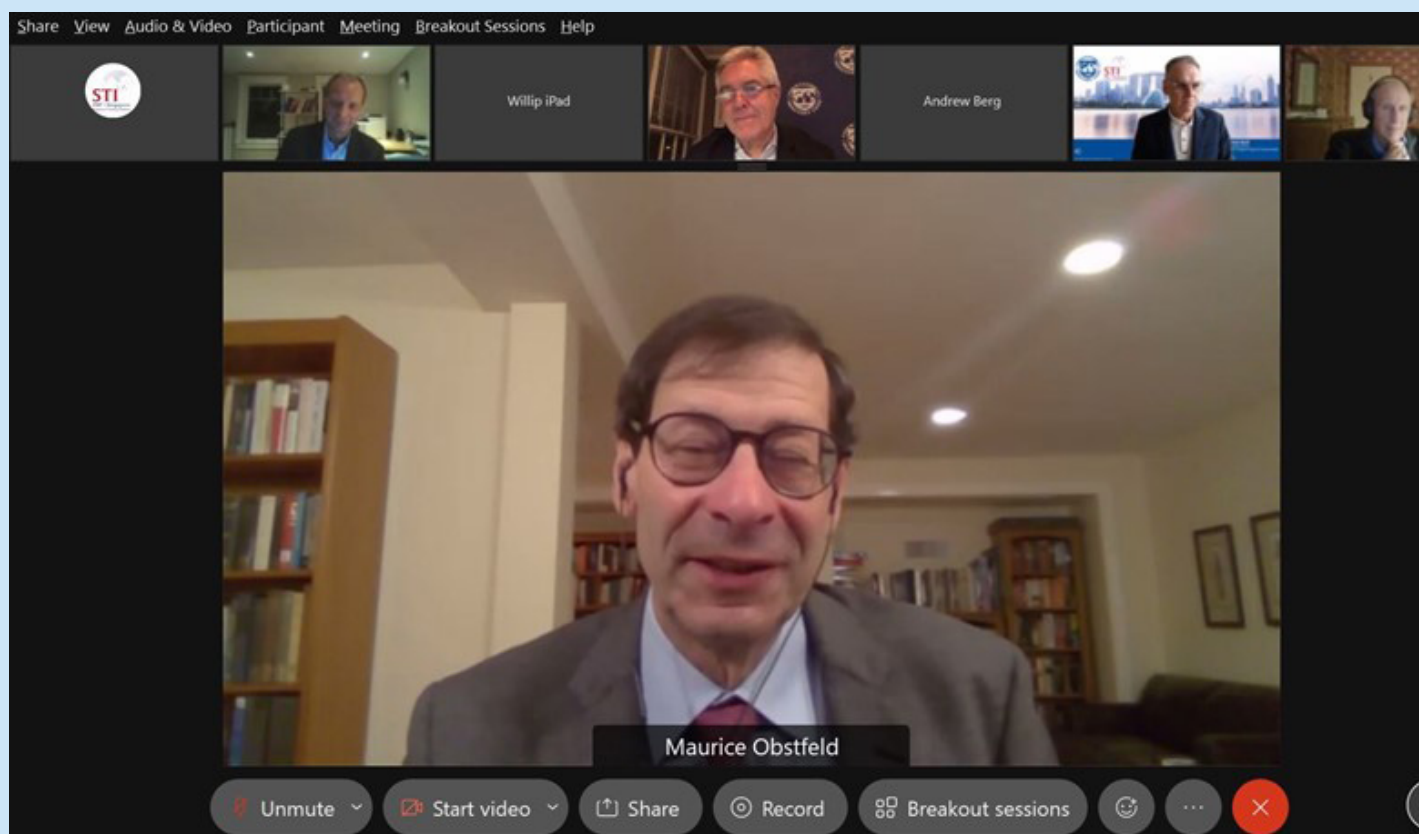 Share View Audio & Video Participant Meeting Breakout Sessions Help
STI
Willip iPad
Andrew Berg
STI
Maurice Obstfeld
Unmute
Start video
Share
Record
Breakout sessions